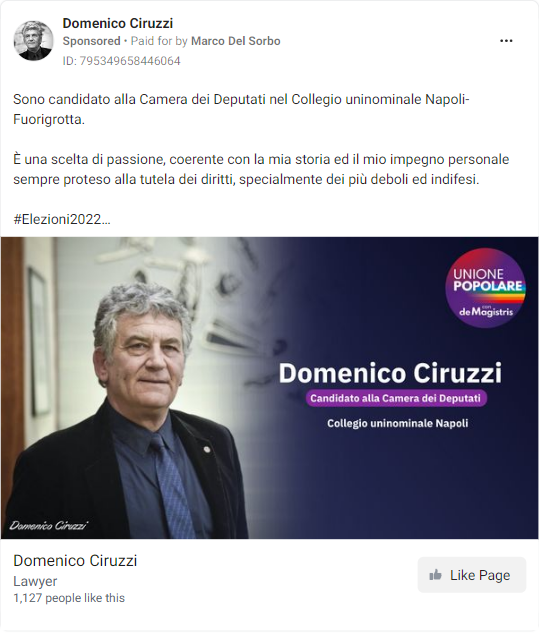 Domenico Ciruzzi
Sponsored • Paid for by Marco Del Sorbo
ID: 795349658446064
Sono candidato alla Camera dei Deputati nel Collegio uninominale Napoli-
Fuorigrotta.
È una scelta di passione, coerente con la mia storia ed il mio impegno personale
sempre proteso alla tutela dei diritti, specialmente dei più deboli ed indifesi.
#Elezioni2022...
UNIONE
POPOLARE
con
de Magistris
Domenico Ciruzzi
Candidato alla Camera dei Deputati
Collegio uninominale Napoli
Domenico Ciruzzi
Domenico Ciruzzi
Lawyer
1,127 people like this
Like Page